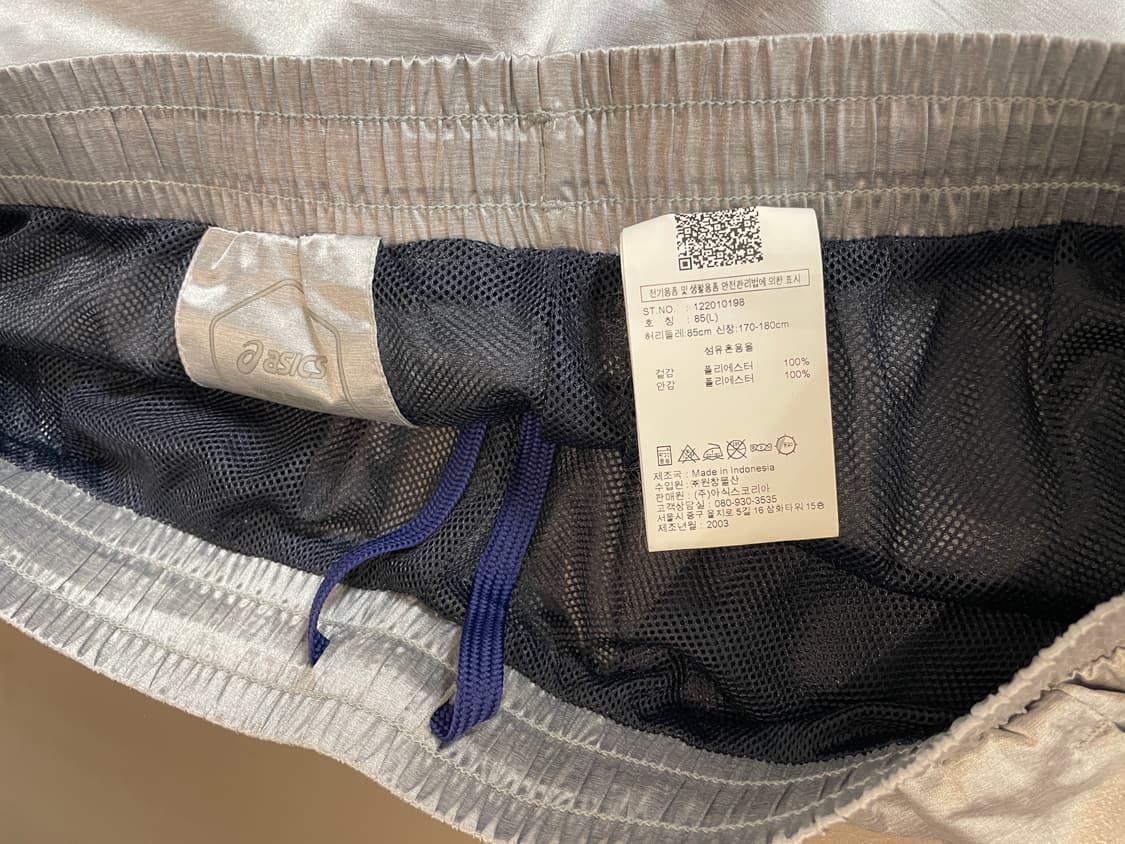 asics
전기용품 및 생활용품 안전관리법에 의한 표시
ST.NO. : 122010198
호 칭 : 85(L)
허리둘레:85cm 신장:170-180cm
섬유혼용율
겉감 폴리에스터 100%
안감 폴리에스터 100%
제조국 : Made in Indonesia
수입원 : ㈜원창물산
판매원 : (주)아식스코리아
고객상담실 : 080-930-3535
서울시 중구 을지로 5길 16 삼화타워 15층
제조년월 : 2003